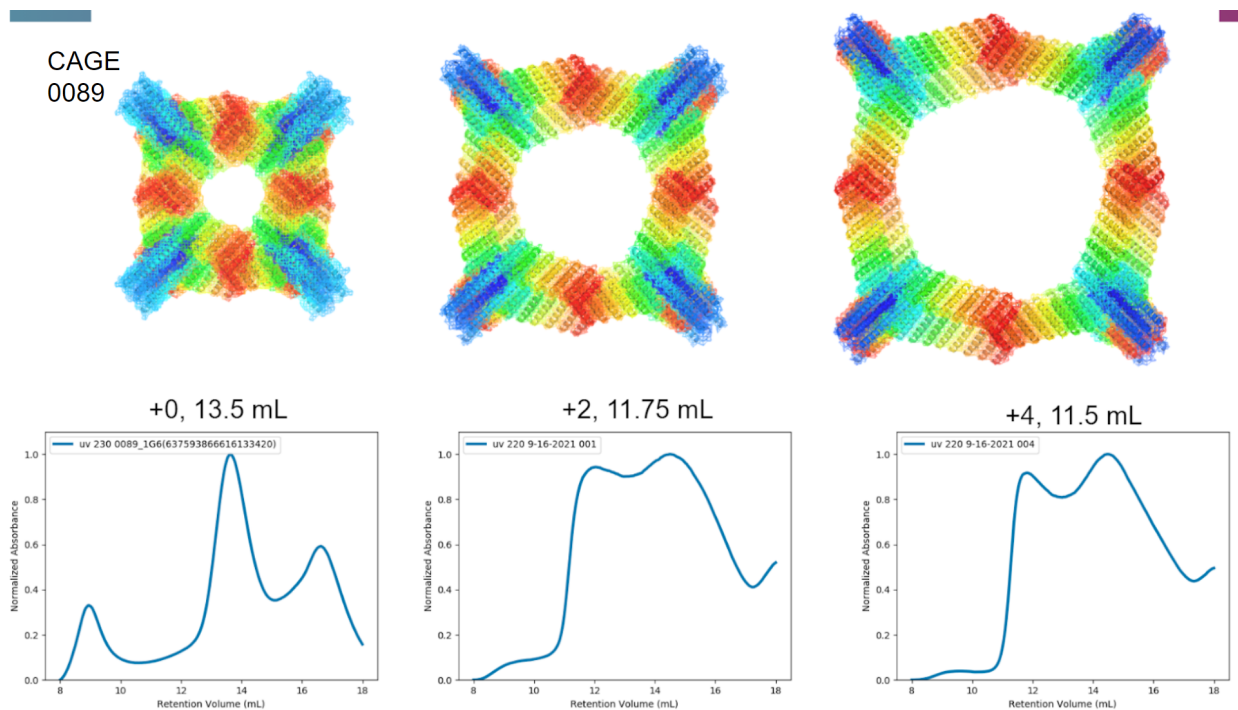 CAGE
0089
+0, 13.5 mL
+2, 11.75 mL
+4, 11.5 mL
uv 230 0089_1G6(637593866616133420)
1.0
0.8
0.6
0.4
0.2
0.0
Normalized Absorbance
8 10 12 14 16 18
Retention Volume (mL)
uv 220 9-16-2021 001
1.0
0.8
0.6
0.4
0.2
0.0
Normalized Absorbance
8 10 12 14 16 18
Retention Volume (mL)
uv 220 9-16-2021 004
1.0
0.8
0.6
0.4
0.2
0.0
Normalized Absorbance
8 10 12 14 16 18
Retention Volume (mL)